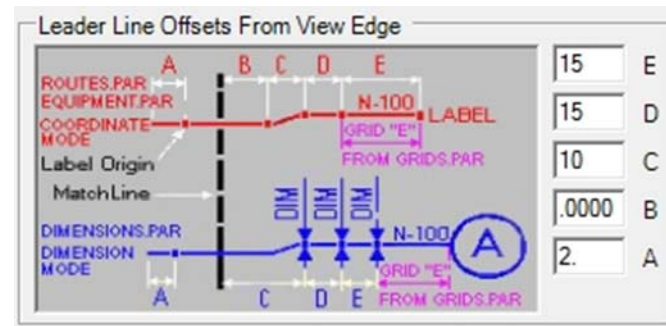 Leader Line Offsets From View Edge
A B C D E
ROUTES.PAR
EQUIPMENT.PAR
N-100
COORDINATE
LABEL
MODE
GRID "E"
Label Origin
FROM GRIDS.PAR
MatchLine
DIM DIM DIM
DIMENSIONS.PAR
N-100
DIMENSION
A
MODE
GRID "E"
A C D E FROM GRIDS.PAR
15 E
15 D
10 C
.0000 B
2. A